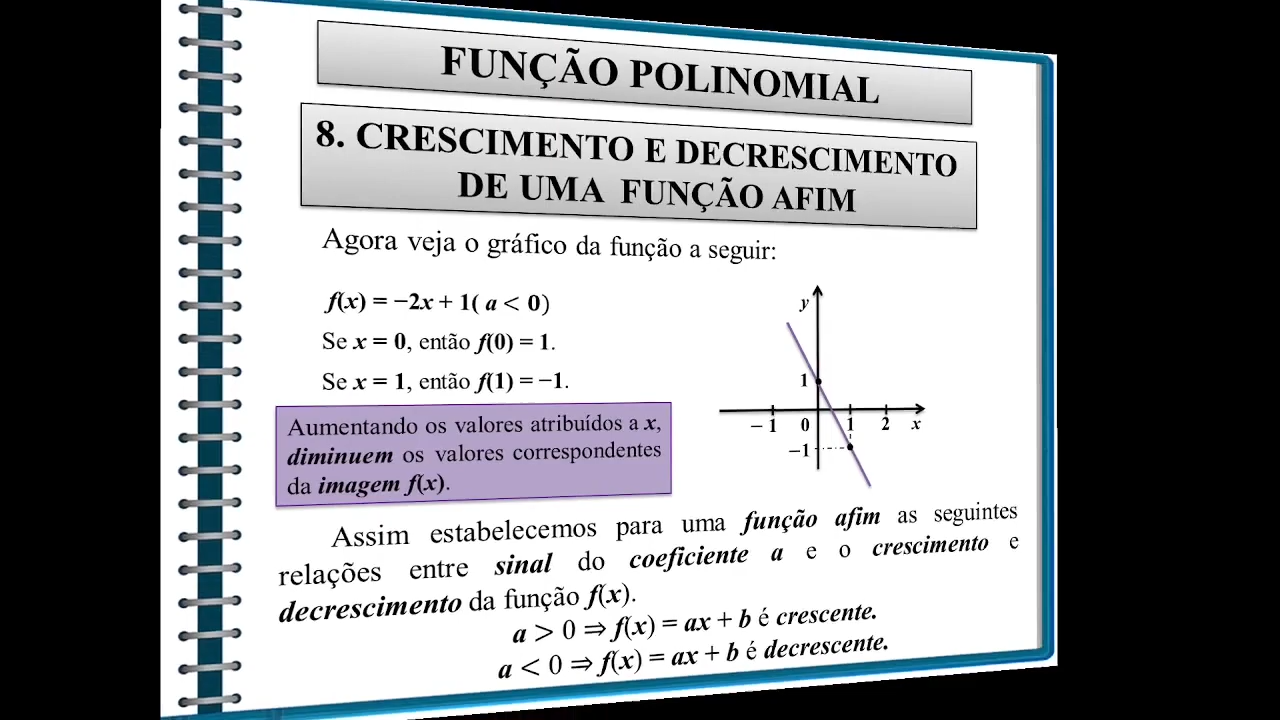 FUNÇÃO POLINOMIAL
8. CRESCIMENTO E DECRESCIMENTO
DE UMA FUNÇÃO AFIM
Agora veja o gráfico da função a seguir:
f(x) = −2x + 1( a < 0)
Se x = 0, então f(0) = 1.
Se x = 1, então f(1) = −1.
Aumentando os valores atribuídos a x,
diminuem os valores correspondentes
da imagem f(x).
y
1
− 1 0 1 2 x
−1
Assim estabelecemos para uma função afim as seguintes
relações entre sinal do coeficiente a e o crescimento e
decrescimento da função f(x).
a > 0 ⇒ f(x) = ax + b é crescente.
a < 0 ⇒ f(x) = ax + b é decrescente.